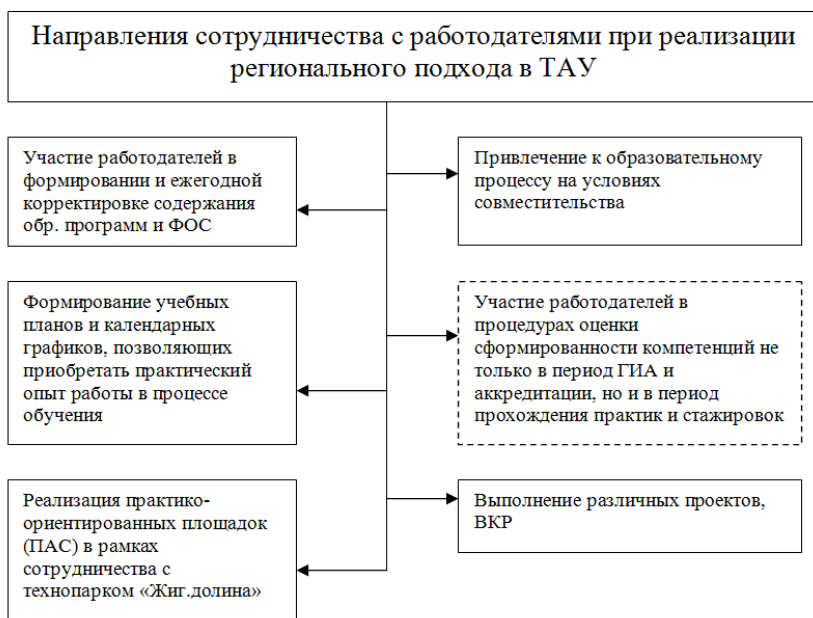 Направления сотрудничества с работодателями при реализации
регионального подхода в ТАУ
Участие работодателей в
формировании и ежегодной
корректировке содержания
обр. программ и ФОС
Привлечение к образовательному
процессу на условиях
совместительства
Формирование учебных
планов и календарных
графиков, позволяющих
приобретать практический
опыт работы в процессе
обучения
Участие работодателей в
процедурах оценки
сформированности компетенций не
только в период ГИА и
аккредитации, но и в период
прохождения практик и стажировок
Реализация практико-
ориентированных площадок
(ПАС) в рамках
сотрудничества с
технопарком «Жиг.долина»
Выполнение различных проектов,
ВКР